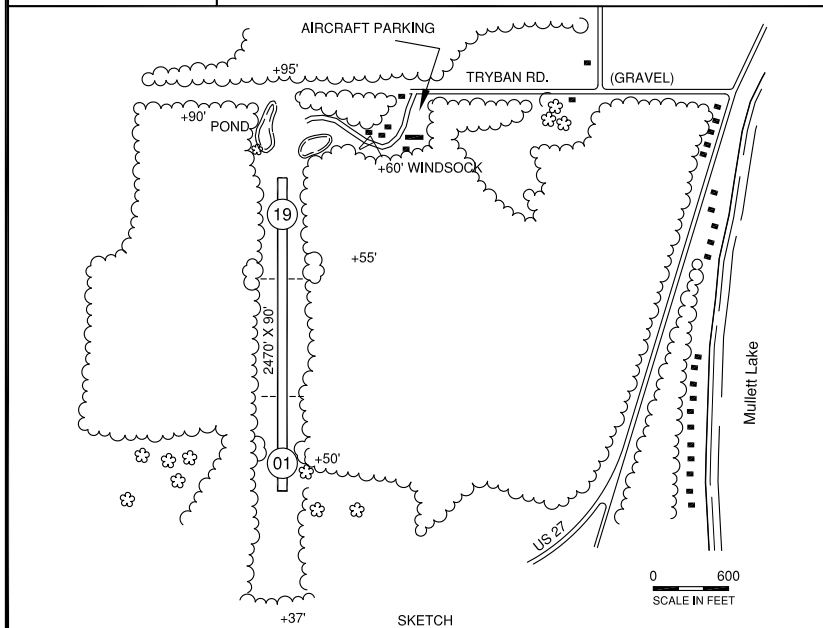 AIRCRAFT PARKING
+95'
TRYBAN RD.
(GRAVEL)
+90'
POND
+60' WINDSOCK
19
+55'
2470' X 90'
Mullett Lake
01
+50'
US 27
0 600
SCALE IN FEET
+37'
SKETCH